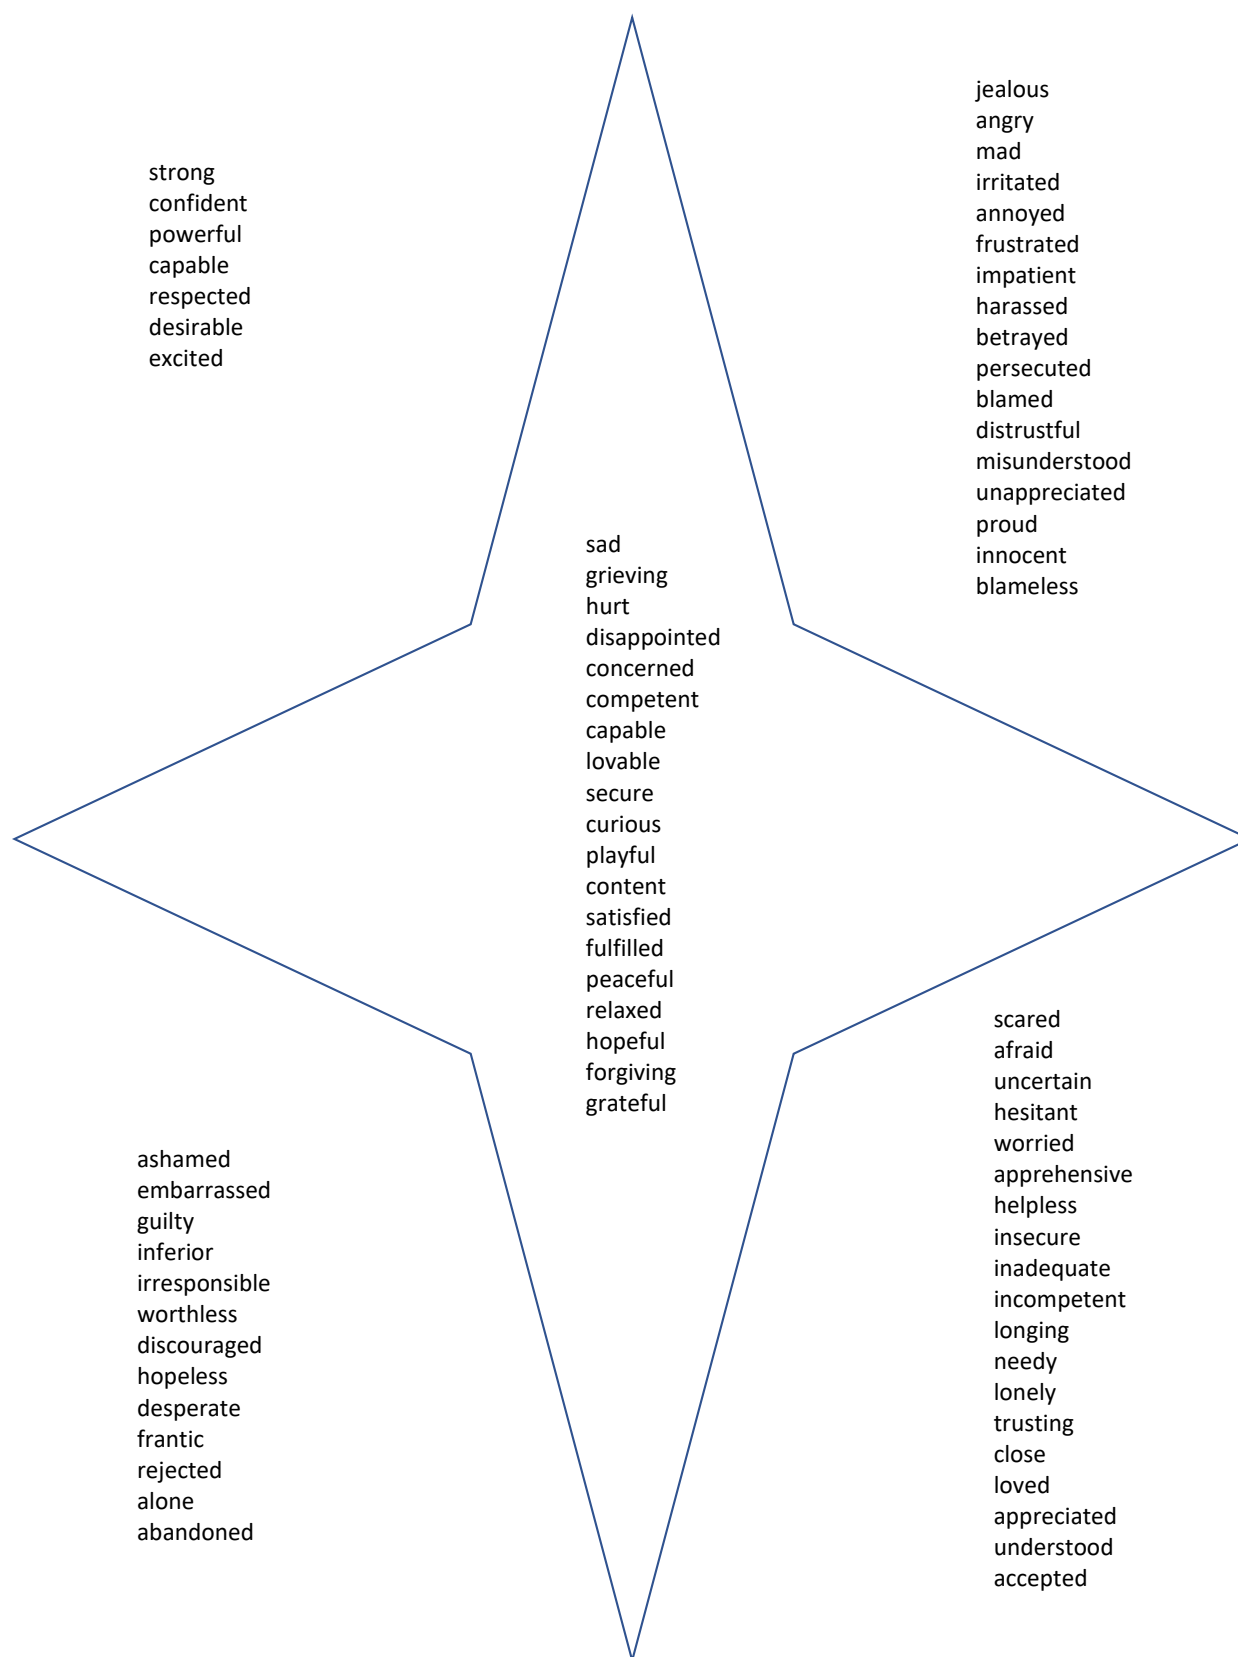 strong
confident
powerful
capable
respected
desirable
excited
jealous
angry
mad
irritated
annoyed
frustrated
impatient
harassed
betrayed
persecuted
blamed
distrustful
misunderstood
unappreciated
proud
innocent
blameless
sad
grieving
hurt
disappointed
concerned
competent
capable
lovable
secure
curious
playful
content
satisfied
fulfilled
peaceful
relaxed
hopeful
forgiving
grateful
ashamed
embarrassed
guilty
inferior
irresponsible
worthless
discouraged
hopeless
desperate
frantic
rejected
alone
abandoned
scared
afraid
uncertain
hesitant
worried
apprehensive
helpless
insecure
inadequate
incompetent
longing
needy
lonely
trusting
close
loved
appreciated
understood
accepted